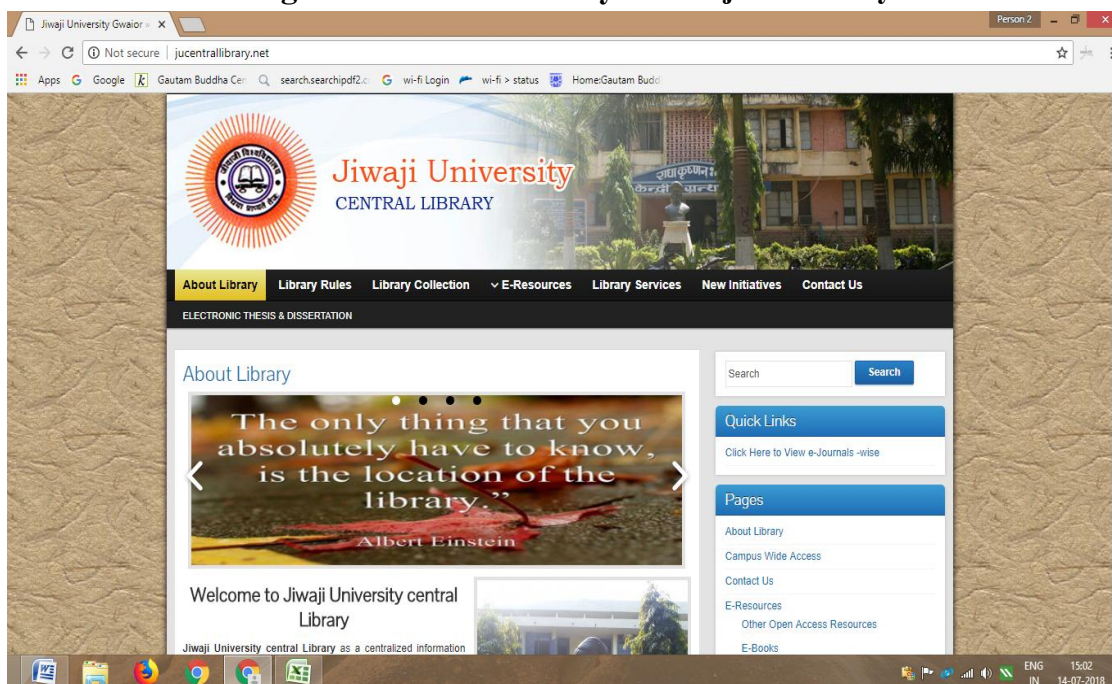 Jiwaji University Gwaior »
Person 2
Not secure | jucentrallibrary.net
Apps Google Gautam Buddha Cen search.searchipdf2.c wi-fi Login wi-fi > status Home:Gautam Budd
Jiwaji University
CENTRAL LIBRARY
About Library Library Rules Library Collection E-Resources Library Services New Initiatives Contact Us
ELECTRONIC THESIS & DISSERTATION
About Library
The only thing that you
absolutely have to know,
is the location of the
library.”
Albert Einstein
Welcome to Jiwaji University central
Library
Jiwaji University central Library as a centralized information
Search Search
Quick Links
Click Here to View e-Journals -wise
Pages
About Library
Campus Wide Access
Contact Us
E-Resources
Other Open Access Resources
E-Books
ENG 15:02
IN 14-07-2018